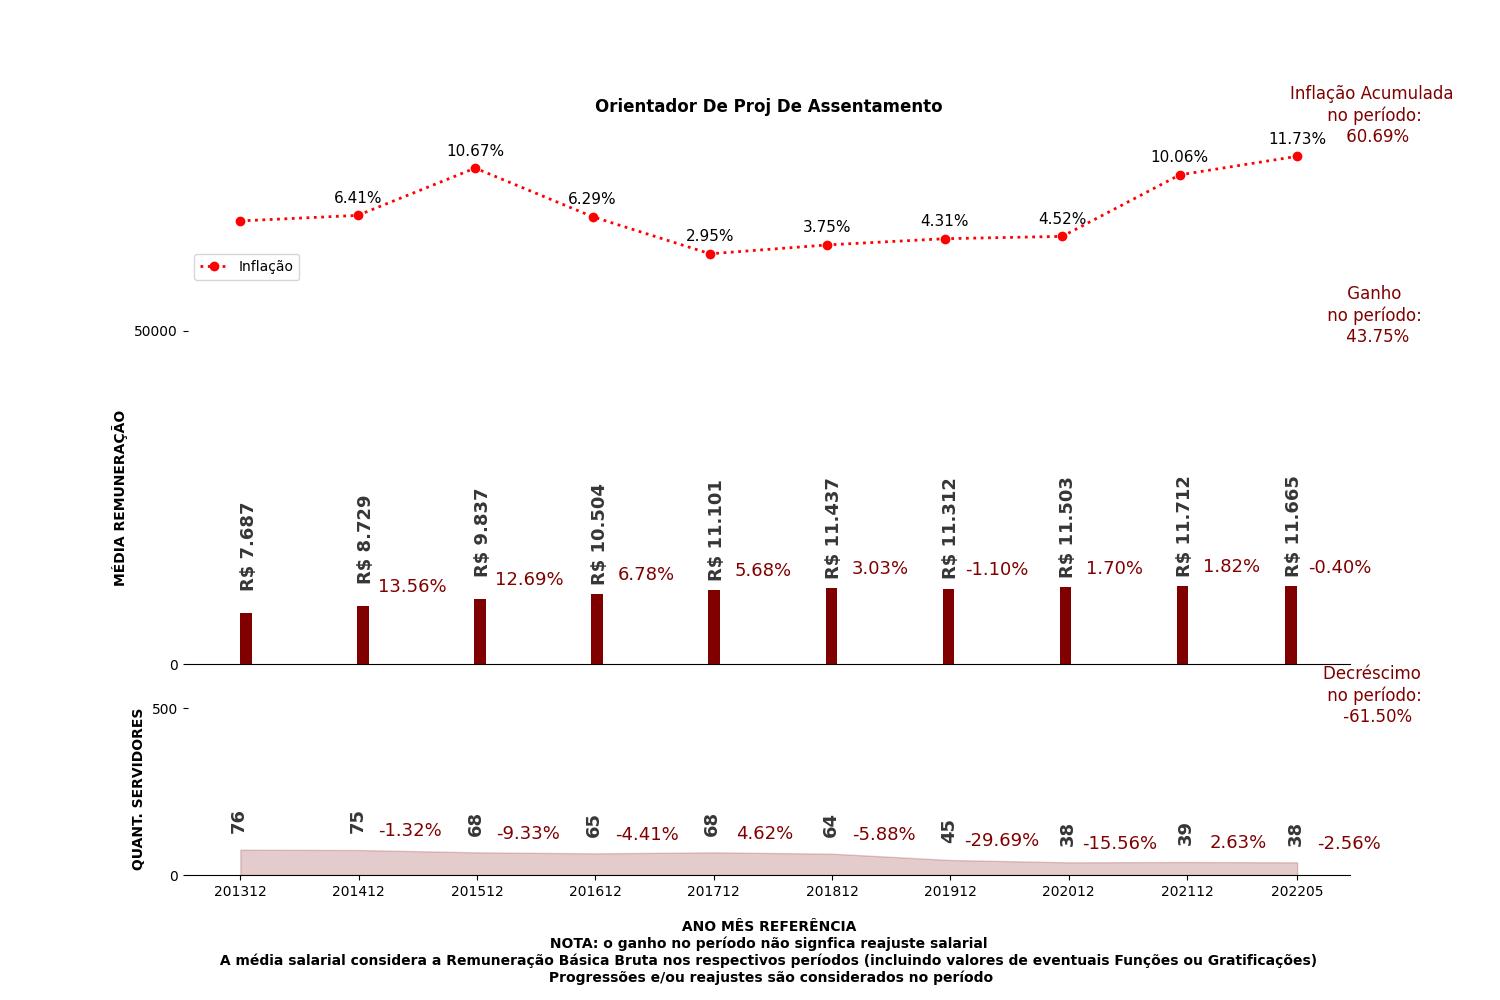 Orientador De Proj De Assentamento
Inflação Acumulada
no período:
60.69%
6.41%
10.67%
6.29%
2.95%
3.75%
4.31%
4.52%
10.06%
11.73%
Inflação
Ganho
no período:
43.75%
50000
0
MÉDIA REMUNERAÇÃO
R$ 7.687
R$ 8.729
R$ 9.837
R$ 10.504
R$ 11.101
R$ 11.437
R$ 11.312
R$ 11.503
R$ 11.712
R$ 11.665
13.56%
12.69%
6.78%
5.68%
3.03%
-1.10%
1.70%
1.82%
-0.40%
Decréscimo
no período:
-61.50%
500
0
QUANT. SERVIDORES
76
75
68
65
68
64
45
38
39
38
-1.32%
-9.33%
-4.41%
4.62%
-5.88%
-29.69%
-15.56%
2.63%
-2.56%
201312 201412 201512 201612 201712 201812 201912 202012 202112 202205
ANO MÊS REFERÊNCIA
NOTA: o ganho no período não signfica reajuste salarial
A média salarial considera a Remuneração Básica Bruta nos respectivos períodos (incluindo valores de eventuais Funções ou Gratificações)
Progressões e/ou reajustes são considerados no período